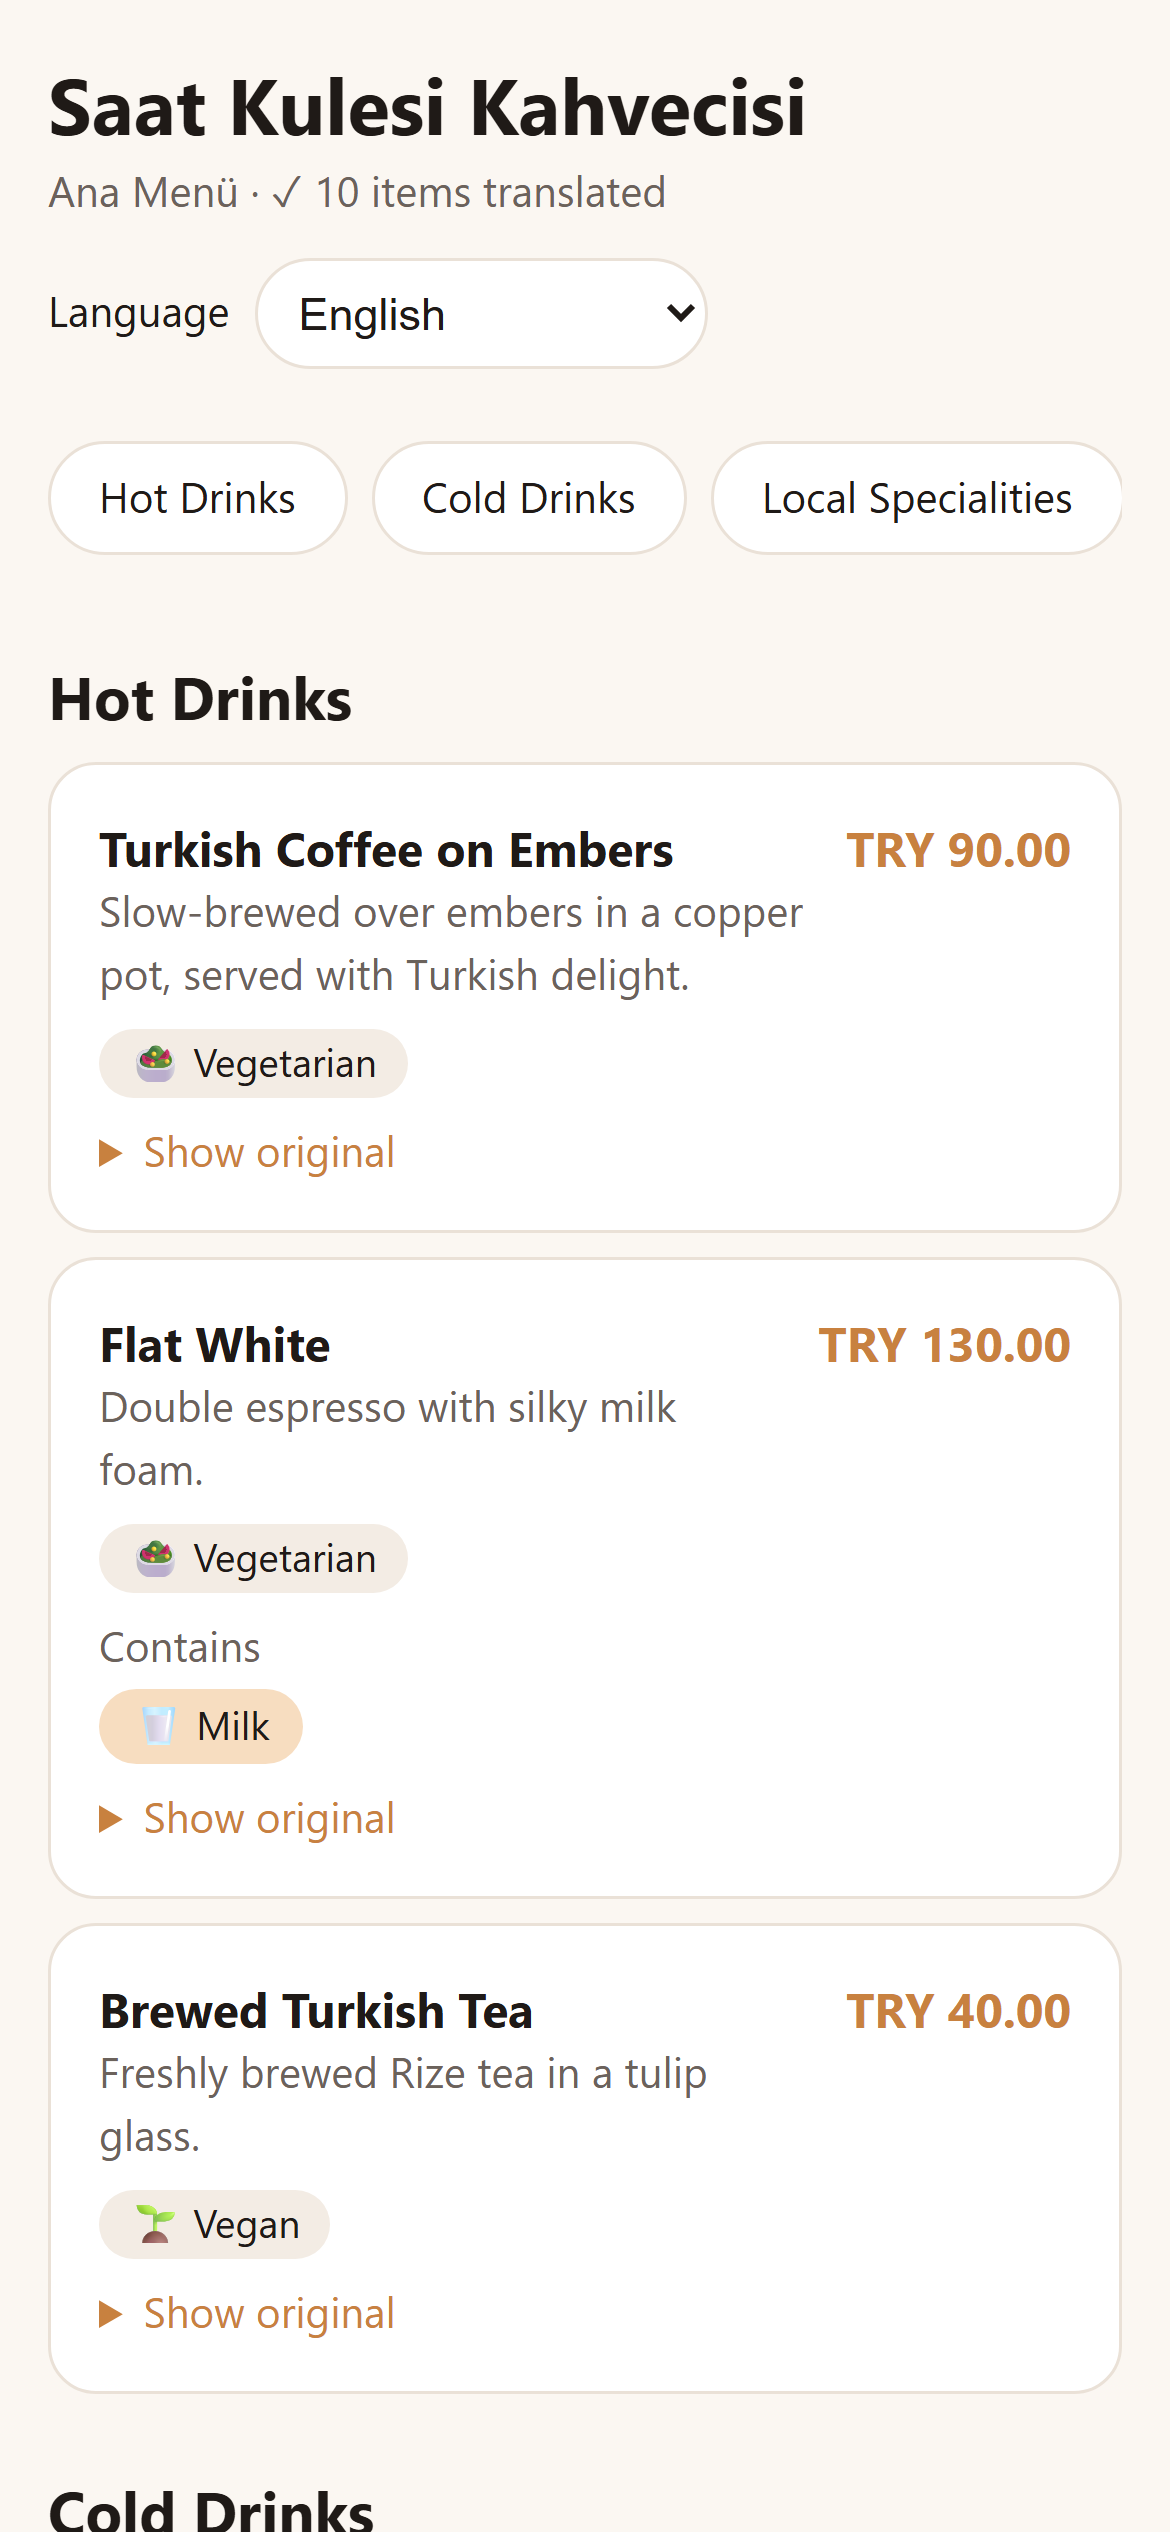 Saat Kulesi Kahvecisi
Ana Menü · ✓ 10 items translated
Language English
Hot Drinks Cold Drinks Local Specialities
Hot Drinks
Turkish Coffee on Embers TRY 90.00
Slow-brewed over embers in a copper
pot, served with Turkish delight.
Vegetarian
Show original
Flat White TRY 130.00
Double espresso with silky milk
foam.
Vegetarian
Contains
Milk
Show original
Brewed Turkish Tea TRY 40.00
Freshly brewed Rize tea in a tulip
glass.
Vegan
Show original
Cold Drinks